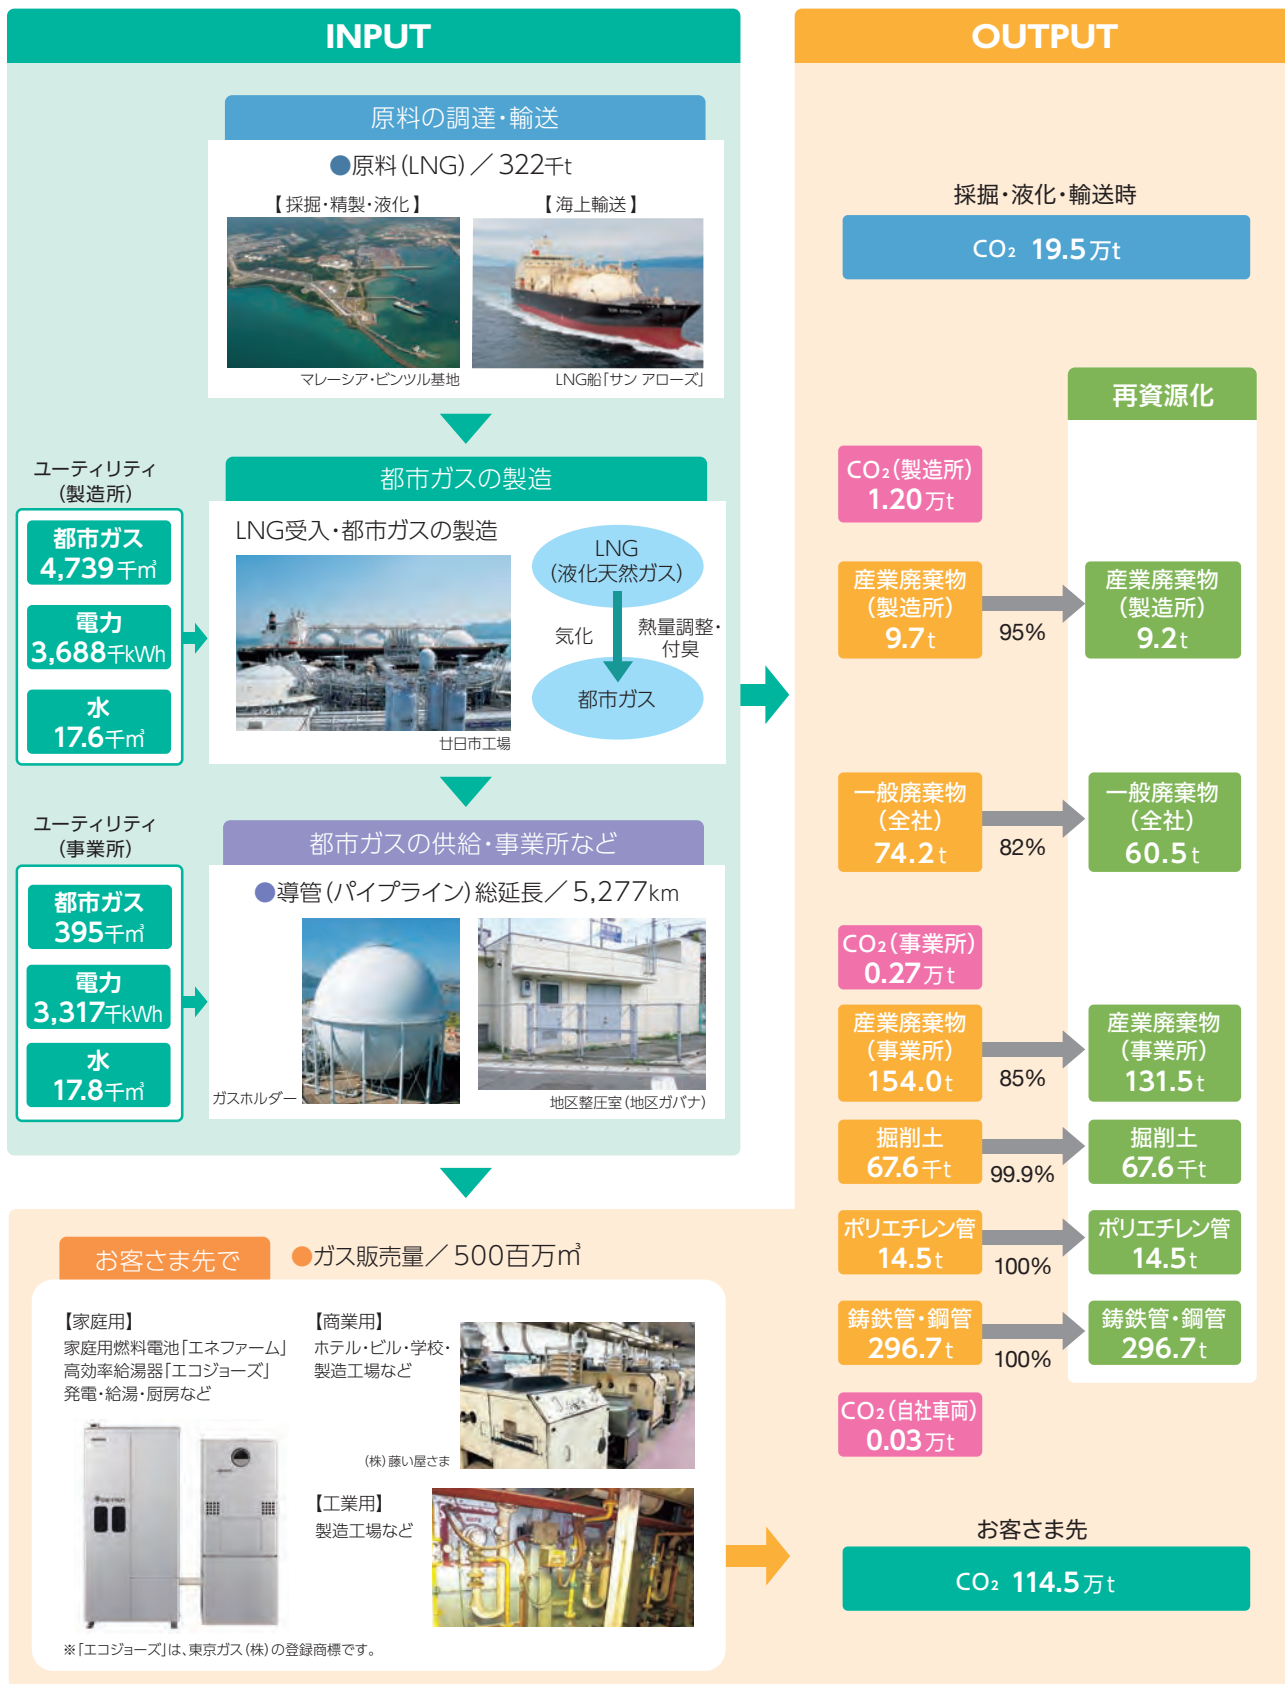 INPUT
原料の調達・輸送
●原料(LNG)／322千t
【採掘・精製・液化】
【海上輸送】
マレーシア・ビンツル基地
LNG船「サン アローズ」
ユーティリティ
(製造所)
都市ガス
4,739千㎥
電力
3,688千kWh
水
17.6千㎥
都市ガスの製造
LNG受入・都市ガスの製造
LNG
(液化天然ガス)
気化
熱量調整・
付臭
都市ガス
廿日市工場
ユーティリティ
(事業所)
都市ガス
395千㎥
電力
3,317千kWh
水
17.8千㎥
都市ガスの供給・事業所など
●導管(パイプライン)総延長／5,277km
ガスホルダー
地区整圧室(地区ガバナ)
お客さま先で
●ガス販売量／500百万㎥
【家庭用】
家庭用燃料電池「エネファーム」
高効率給湯器「エコジョーズ」
発電・給湯・厨房など
【商業用】
ホテル・ビル・学校・
製造工場など
(株)藤い屋さま
【工業用】
製造工場など
※「エコジョーズ」は、東京ガス(株)の登録商標です。
OUTPUT
採掘・液化・輸送時
CO₂ 19.5万t
再資源化
CO₂(製造所)
1.20万t
産業廃棄物
(製造所)
9.7t
95%
産業廃棄物
(製造所)
9.2t
一般廃棄物
(全社)
74.2t
82%
一般廃棄物
(全社)
60.5t
CO₂(事業所)
0.27万t
産業廃棄物
(事業所)
154.0t
85%
産業廃棄物
(事業所)
131.5t
掘削土
67.6千t
99.9%
掘削土
67.6千t
ポリエチレン管
14.5t
100%
ポリエチレン管
14.5t
鋳鉄管・鋼管
296.7t
100%
鋳鉄管・鋼管
296.7t
CO₂(自社車両)
0.03万t
お客さま先
CO₂ 114.5万t